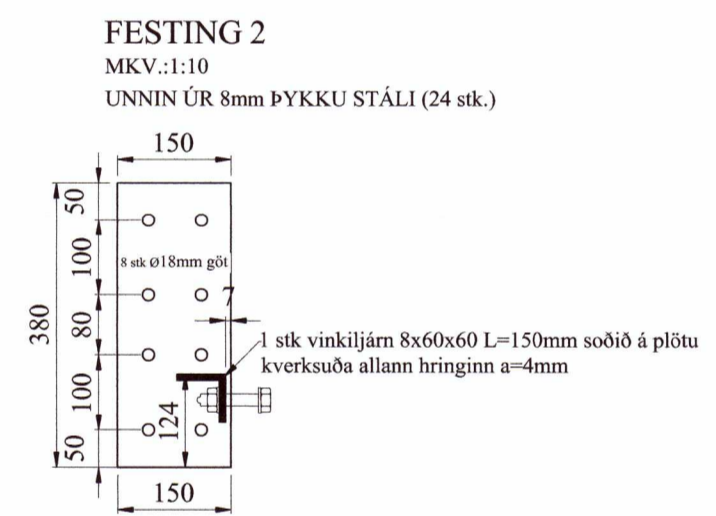 FESTING 2
MKV.:1:10
UNNIN ÚR 8mm ÞYKKU STÁLI (24 stk.)
150
50
100
8 stk Ø18mm göt
7
380
80
1 stk vinkiljárn 8x60x60 L=150mm soðið á plötu
kverksuða allann hringinn a=4mm
100
124
50
150